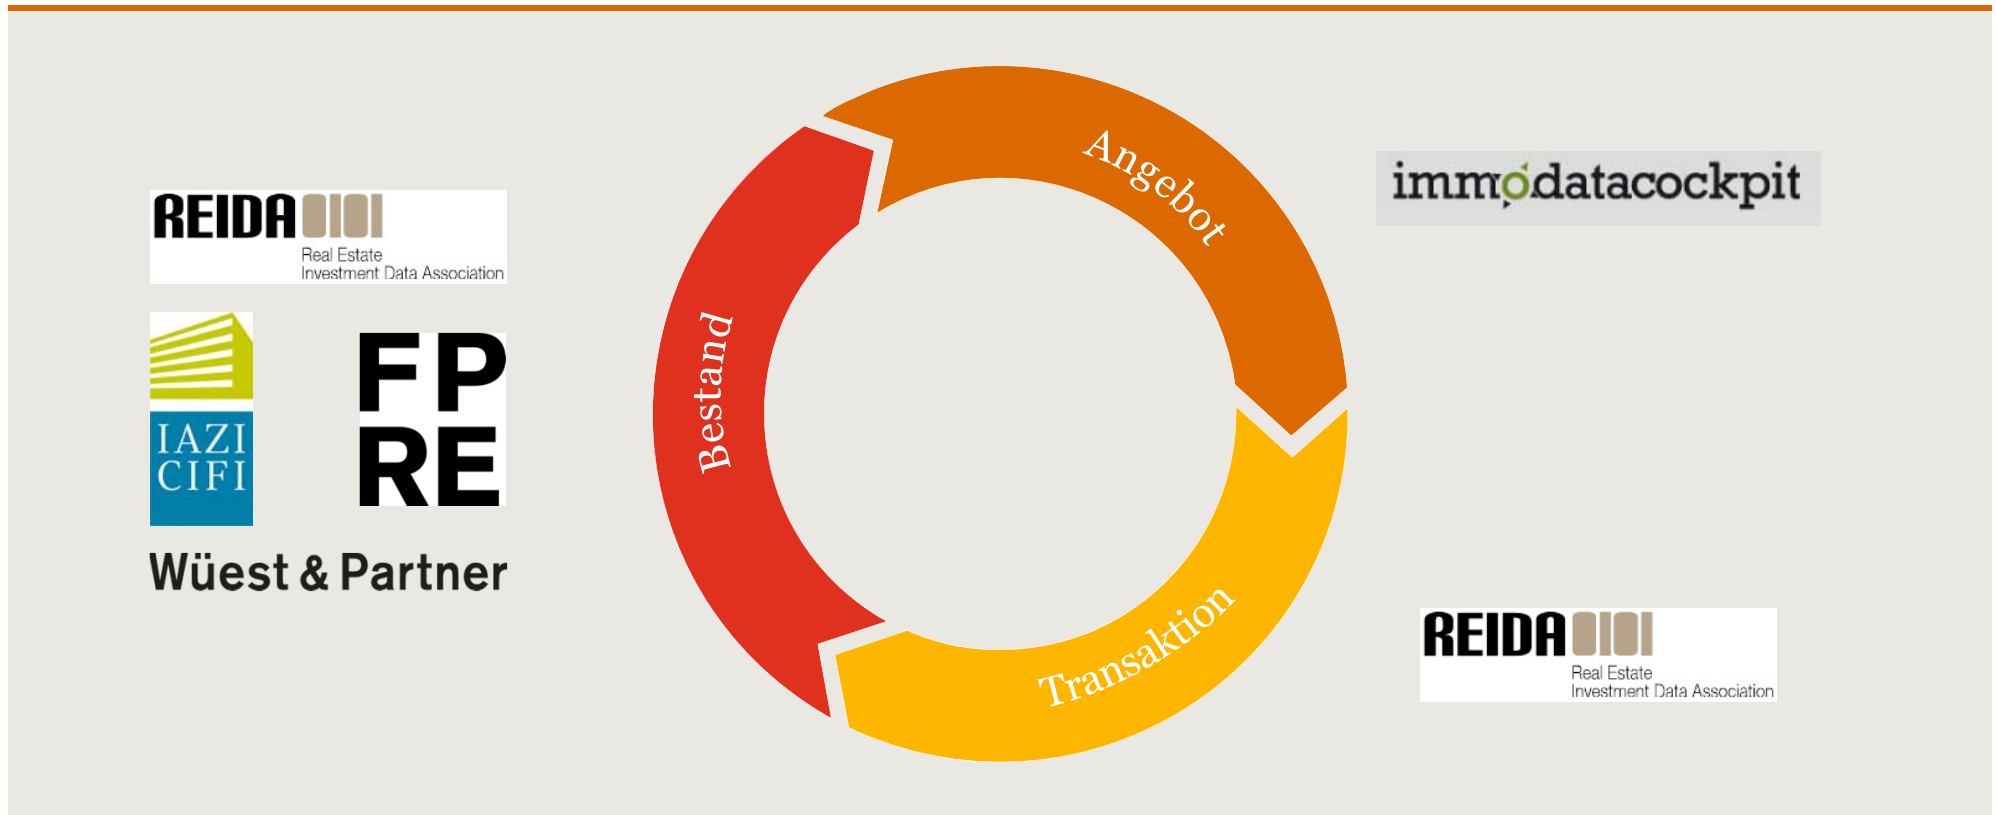 REIDA
Real Estate
Investment Data Association
IAZI
CIFI
FP
RE
Wüest & Partner
Bestand
Angebot
Transaktion
immodatacockpit
REIDA
Real Estate
Investment Data Association